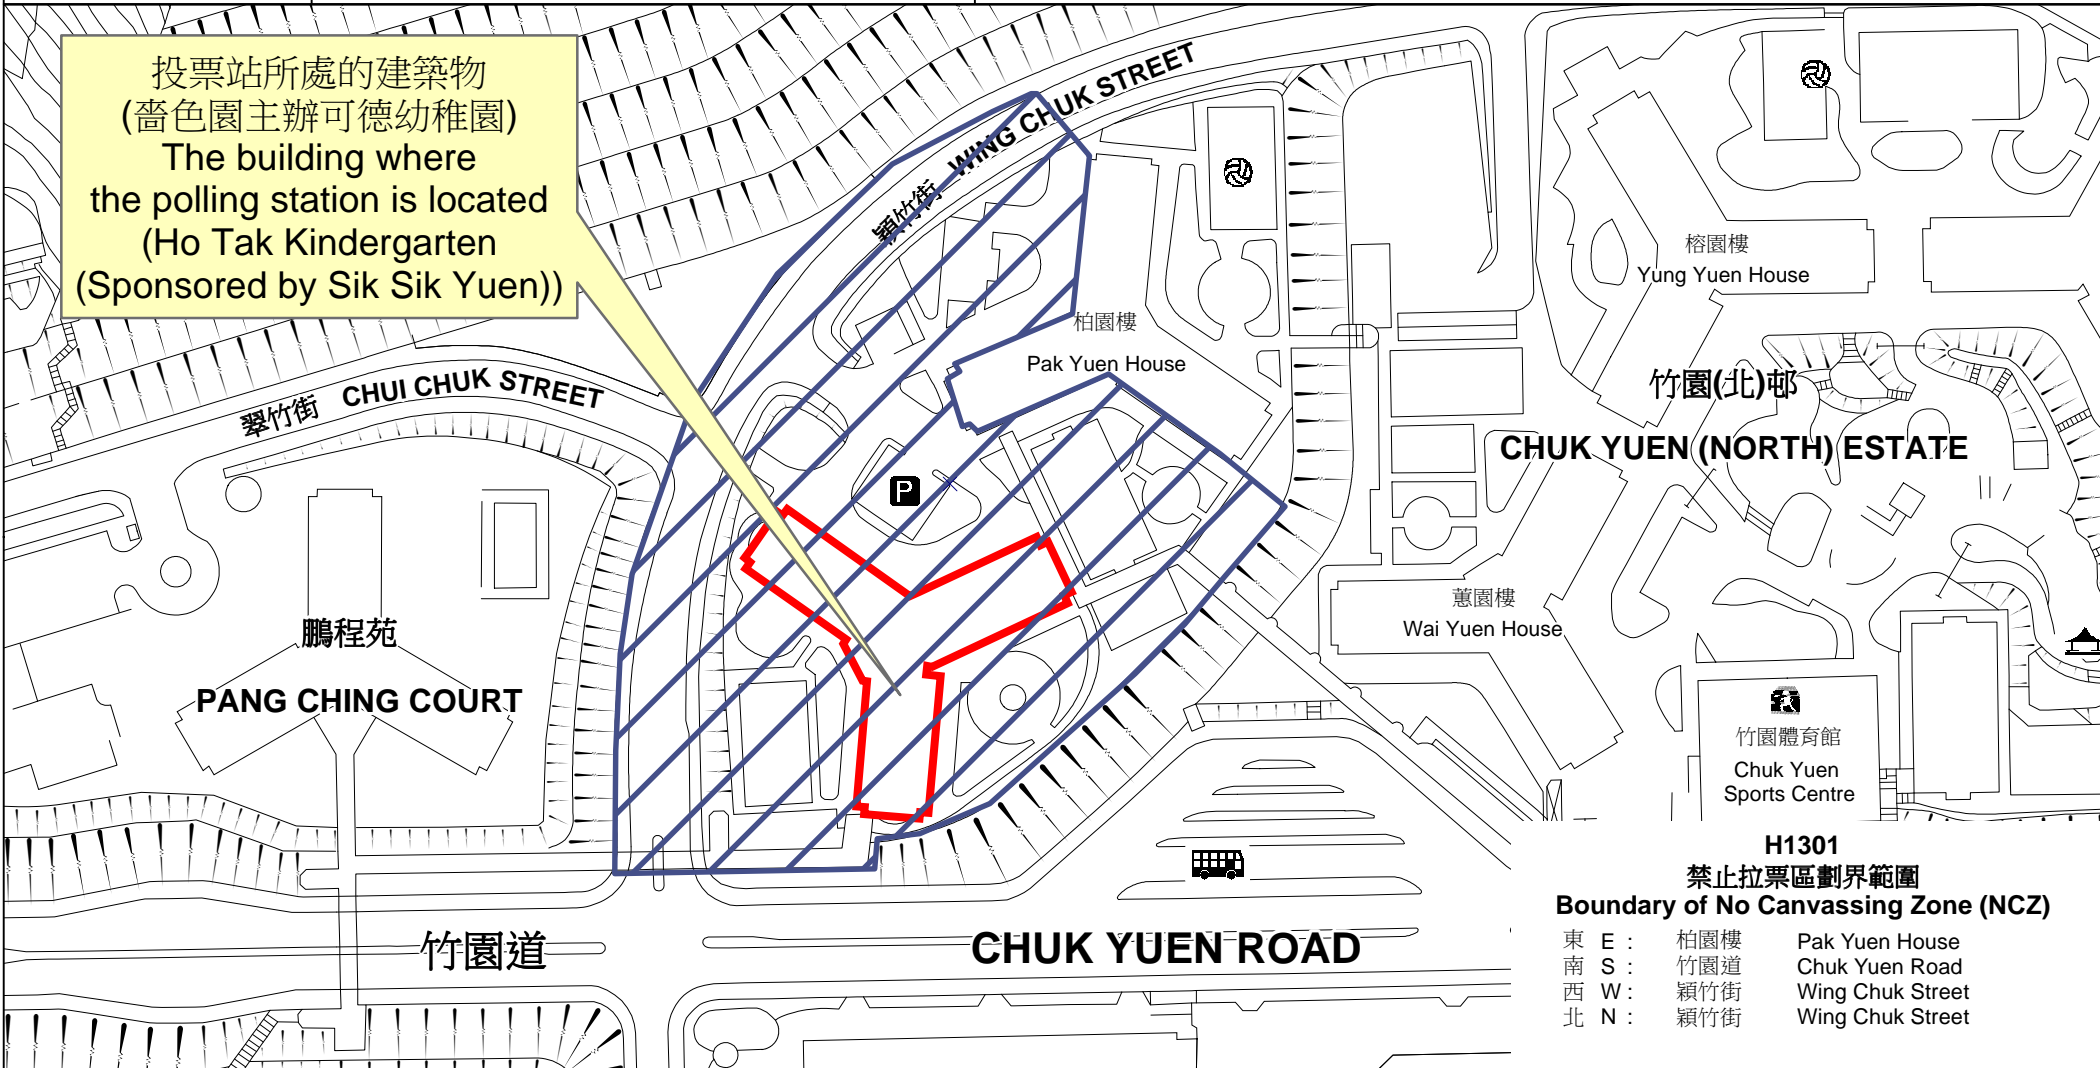 投票站所處的建築物
(嗇色園主辦可德幼稚園)
The building where
the polling station is located
(Ho Tak Kindergarten
(Sponsored by Sik Sik Yuen))
穎竹街 WING CHUK STREET
翠竹街 CHUI CHUK STREET
柏園樓
Pak Yuen House
榕園樓
Yung Yuen House
竹園(北)邨
CHUK YUEN (NORTH) ESTATE
P
鵬程苑
PANG CHING COURT
蕙園樓
Wai Yuen House
竹園體育館
Chuk Yuen
Sports Centre
竹園道 CHUK YUEN ROAD
H1301
禁止拉票區劃界範圍
Boundary of No Canvassing Zone (NCZ)
東 E : 柏園樓 Pak Yuen House
南 S : 竹園道 Chuk Yuen Road
西 W : 穎竹街 Wing Chuk Street
北 N : 穎竹街 Wing Chuk Street